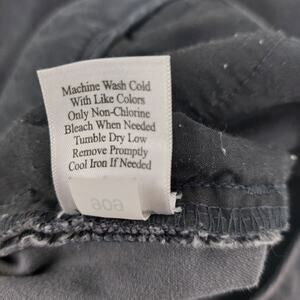 Machine Wash Cold
With Like Colors
Only Non-Chlorine
Bleach When Needed
Tumble Dry Low
Remove Promptly
Cool Iron If Needed
909